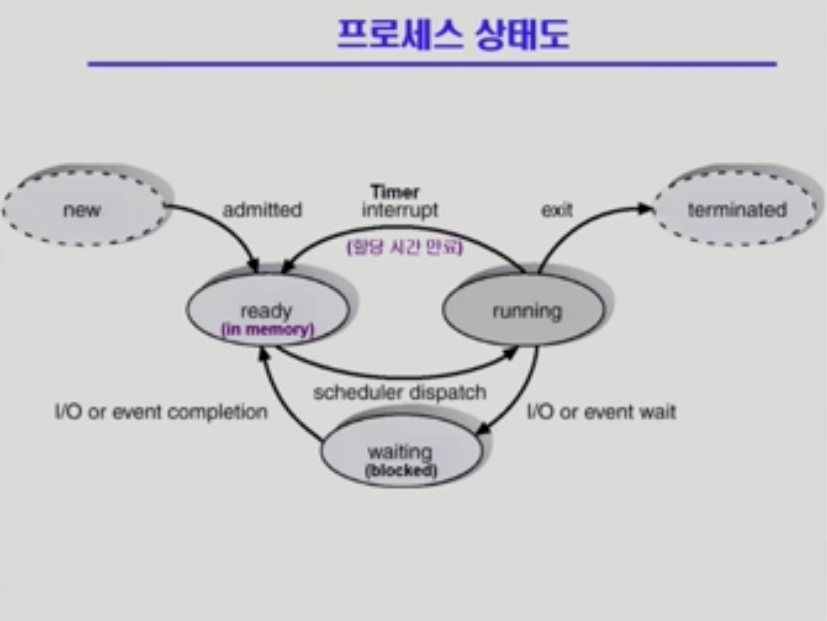 프로세스 상태도
new
admitted
Timer
interrupt
(할당 시간 만료)
exit
terminated
ready
(in memory)
running
scheduler dispatch
I/O or event completion
I/O or event wait
waiting
(blocked)